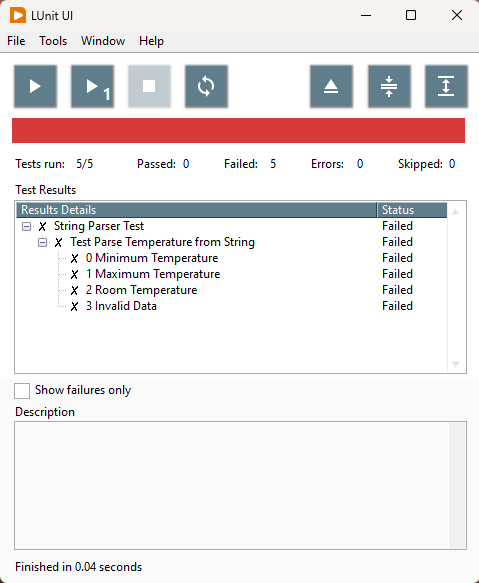 LUnit UI
File Tools Window Help
1
Tests run: 5/5 Passed: 0 Failed: 5 Errors: 0 Skipped: 0
Test Results
Results Details Status
String Parser Test Failed
Test Parse Temperature from String Failed
0 Minimum Temperature Failed
1 Maximum Temperature Failed
2 Room Temperature Failed
3 Invalid Data Failed
Show failures only
Description
Finished in 0.04 seconds